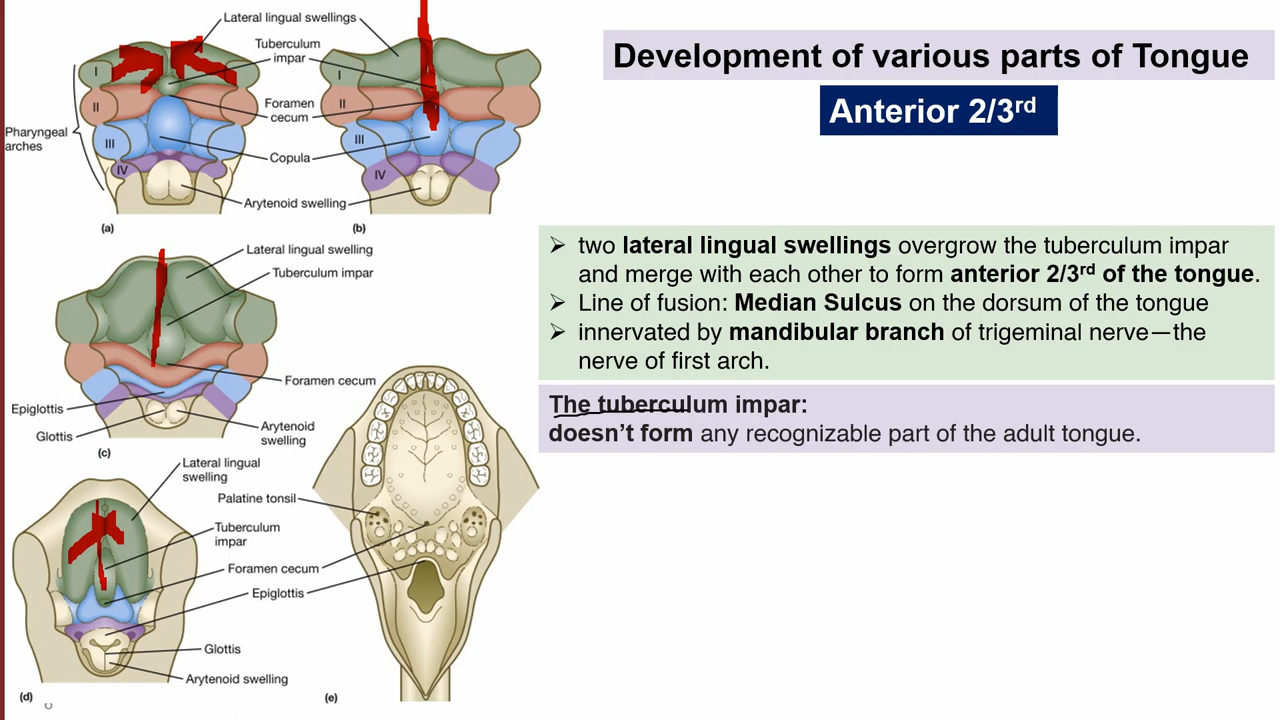 Development of various parts of Tongue
Anterior 2/3rd
➢ two lateral lingual swellings overgrow the tuberculum impar
and merge with each other to form anterior 2/3rd of the tongue.
➢ Line of fusion: Median Sulcus on the dorsum of the tongue
➢ innervated by mandibular branch of trigeminal nerve—the
nerve of first arch.
The tuberculum impar:
doesn't form any recognizable part of the adult tongue.
Lateral lingual swellings
Tuberculum
impar
Foramen
cecum
Copula
Arytenoid swelling
Pharyngeal
arches
I
II
III
IV
I
II
III
IV
(a)
(b)
Lateral lingual swelling
Tuberculum impar
Foramen cecum
Epiglottis
Glottis
Arytenoid
swelling
(c)
Lateral lingual
swelling
Palatine tonsil
Tuberculum
impar
Foramen cecum
Epiglottis
Glottis
Arytenoid swelling
(d)
(e)